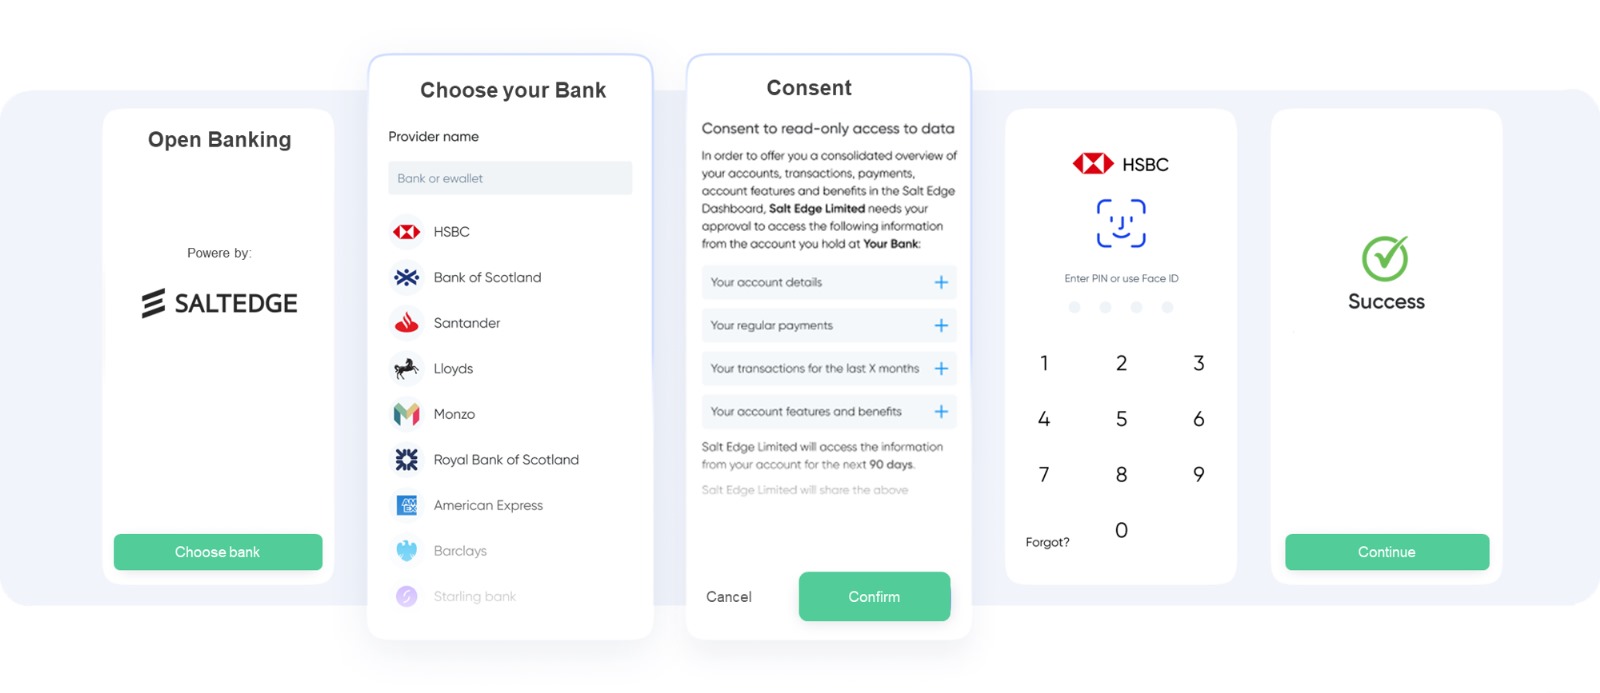 Open Banking
Powere by:
SALTEDGE
Choose bank
Choose your Bank
Provider name
Bank or ewallet
HSBC
Bank of Scotland
Santander
Lloyds
Monzo
Royal Bank of Scotland
AM
EX
American Express
Barclays
Starling bank
Consent
Consent to read-only access to data
In order to offer you a consolidated overview of
your accounts, transactions, payments,
account features and benefits in the Salt Edge
Dashboard, Salt Edge Limited needs your
approval to access the following information
from the account you hold at Your Bank:
Your account details +
Your regular payments +
Your transactions for the last X months +
Your account features and benefits +
Salt Edge Limited will access the information
from your account for the next 90 days.
Salt Edge Limited will share the above
Cancel
Confirm
HSBC
Enter PIN or use Face ID
1 2 3
4 5 6
7 8 9
Forgot? 0
Success
Continue